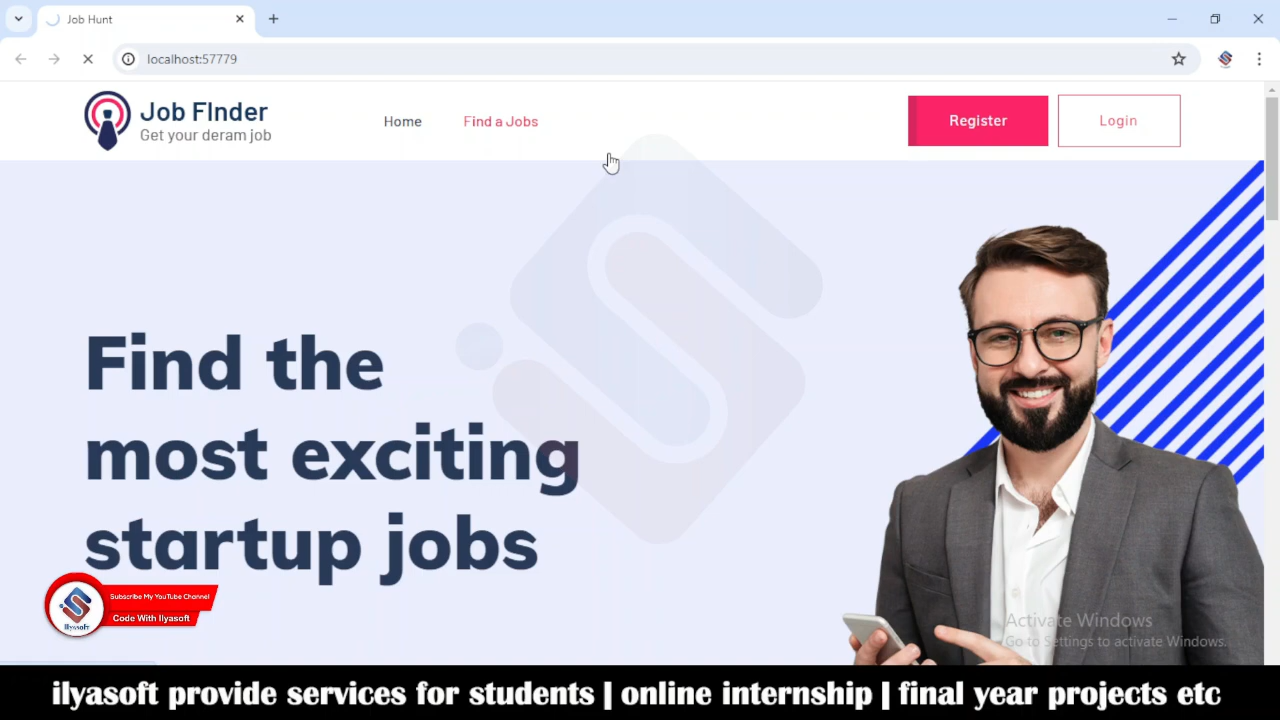 Job Hunt
localhost:57779
Job FInder
Get your deram job
Home
Find a Jobs
Register
Login
Find the
most exciting
startup jobs
Subscribe My YouTube Channel
Code With Ilyasoft
Ilyasoft
Activate Windows
Go to Settings to activate Windows.
ilyasoft provide services for students | online internship | final year projects etc